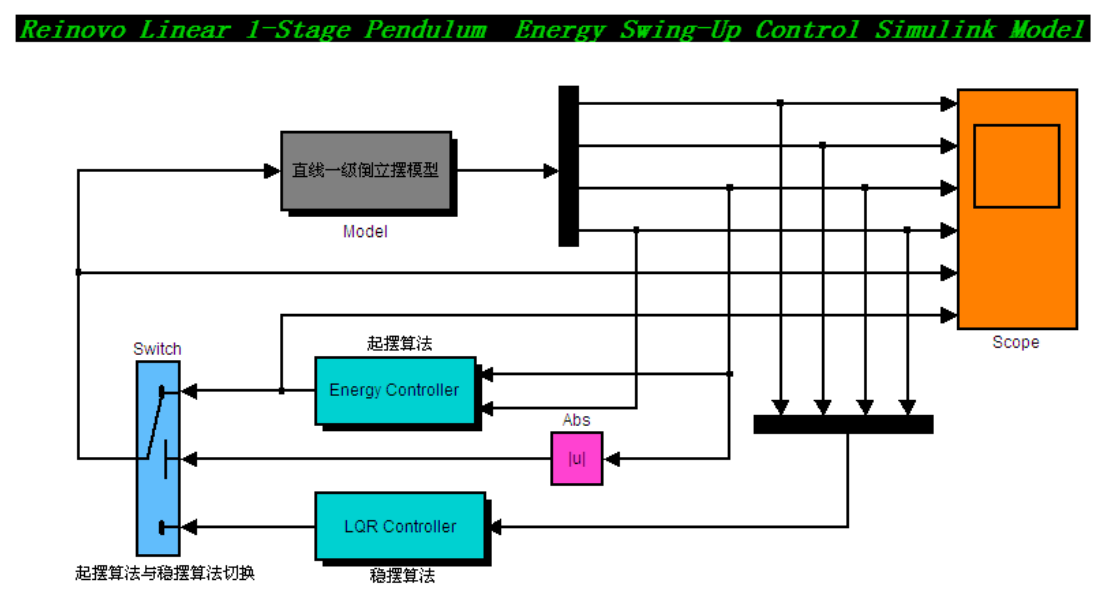 Reinovo Linear 1-Stage Pendulum Energy Swing-Up Control Simulink Model
直线一级倒立摆模型
Model
Scope
Switch
起摆算法
Energy Controller
Abs
|u|
LQR Controller
起摆算法与稳摆算法切换
稳摆算法